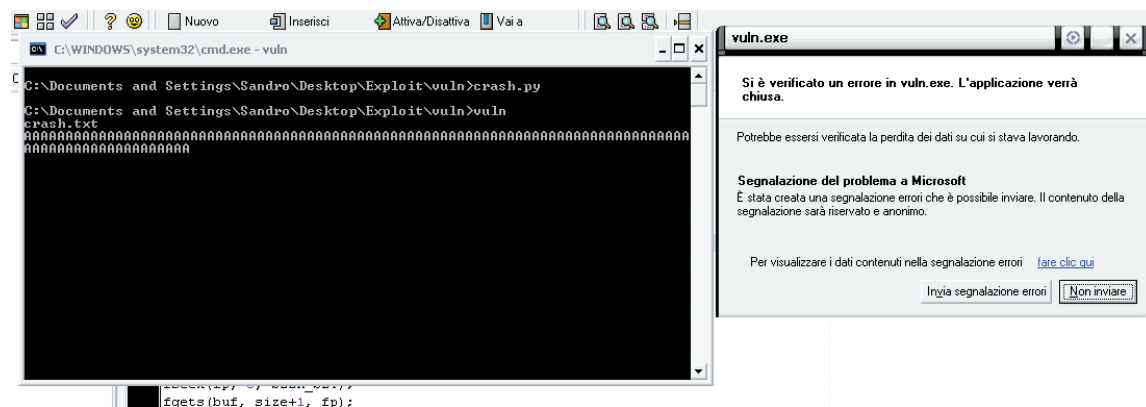 Nuovo Inserisci Attiva/Disattiva Vai a
C:\WINDOWS\system32\cmd.exe - vuln
C:\Documents and Settings\Sandro\Desktop\Exploit\vuln>crash.py
C:\Documents and Settings\Sandro\Desktop\Exploit\vuln>vuln
crash.txt
AAAAAAAAAAAAAAAAAAAAAAAAAAAAAAAAAAAAAAAAAAAAAAAAAAAAAAAAAAAAAAAAAAAAAAAAAAAAAAAA
AAAAAAAAAAAAAAAAAAAA
vuln.exe
Si è verificato un errore in vuln.exe. L'applicazione verrà
chiusa.
Potrebbe essersi verificata la perdita dei dati su cui si stava lavorando.
Segnalazione del problema a Microsoft
È stata creata una segnalazione errori che è possibile inviare. Il contenuto della
segnalazione sarà riservato e anonimo.
Per visualizzare i dati contenuti nella segnalazione errori fare clic qui
Invia segnalazione errori Non inviare
fgets(buf, size+1, fp);